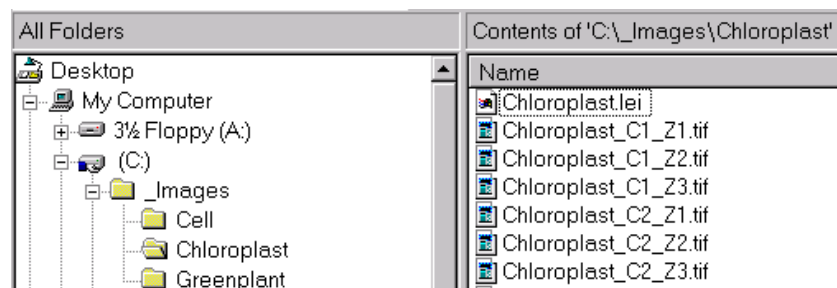 All Folders
Desktop
My Computer
3½ Floppy (A:)
(C:)
_Images
Cell
Chloroplast
Greenplant
Contents of 'C:\_Images\Chloroplast'
Name
Chloroplast.lei
Chloroplast_C1_Z1.tif
Chloroplast_C1_Z2.tif
Chloroplast_C1_Z3.tif
Chloroplast_C2_Z1.tif
Chloroplast_C2_Z2.tif
Chloroplast_C2_Z3.tif